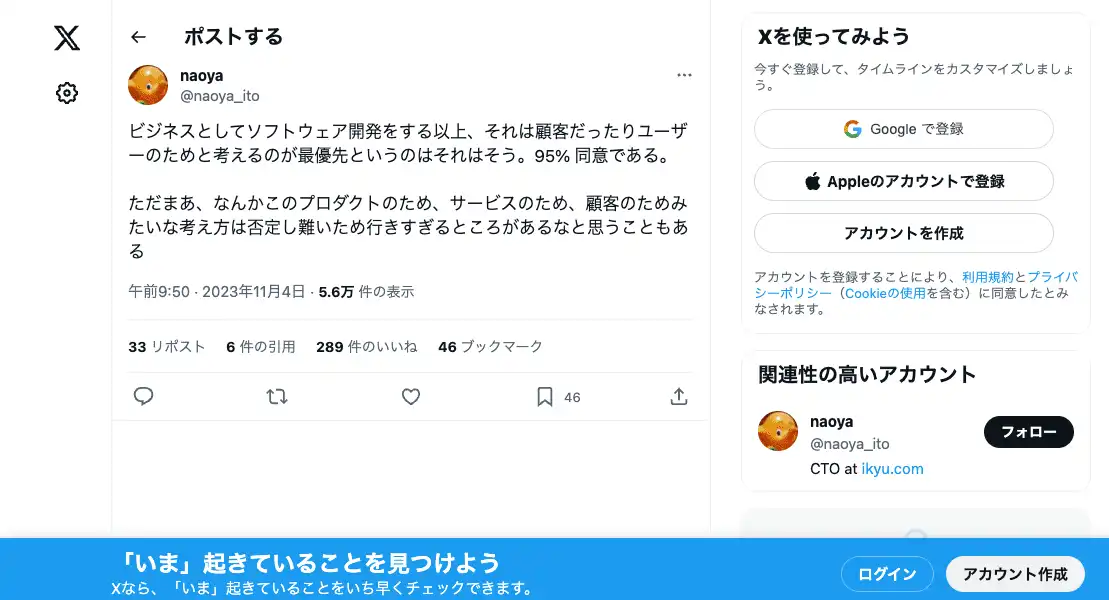 ポストする
naoya
@naoya_ito
ビジネスとしてソフトウェア開発をする以上、それは顧客だったりユーザ
ーのためと考えるのが最優先というのはそれはそう。95% 同意である。
ただまあ、なんかこのプロダクトのため、サービスのため、顧客のためみ
たいな考え方は否定し難いため行きすぎるところがあるなと思うこともあ
る
午前9:50 · 2023年11月4日 · 5.6万 件の表示
33 リポスト 6 件の引用 289 件のいいね 46 ブックマーク
46
Xを使ってみよう
今すぐ登録して、タイムラインをカスタマイズしましょ
う。
Google で登録
Appleのアカウントで登録
アカウントを作成
アカウントを登録することにより、利用規約とプライバ
シーポリシー（Cookieの使用を含む）に同意したとみ
なされます。
関連性の高いアカウント
naoya
@naoya_ito
フォロー
CTO at ikyu.com
「いま」起きていることを見つけよう
Xなら、「いま」起きていることをいち早くチェックできます。
ログイン
アカウント作成